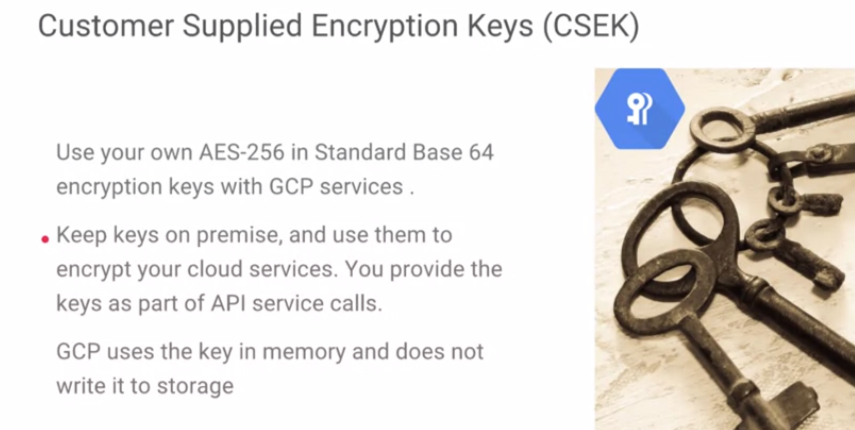 Customer Supplied Encryption Keys (CSEK)
Use your own AES-256 in Standard Base 64
encryption keys with GCP services .
Keep keys on premise, and use them to
encrypt your cloud services. You provide the
keys as part of API service calls.
GCP uses the key in memory and does not
write it to storage